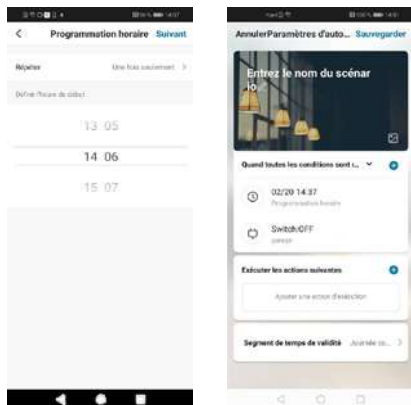 Programmation horaire Suivant
Répéter Une fois seulement
Définir l'heure de début
13 05
14 06
15 07
AnnulerParamètres d'auto... Sauvegarder
Entrez le nom du scénar
io
Quand toutes les conditions sont r...
02/20 14:37
Programmation horaire
Switch:OFF
Exécuter les actions suivantes
Ajouter une action d'exécution
Segment de temps de validité Journée co...